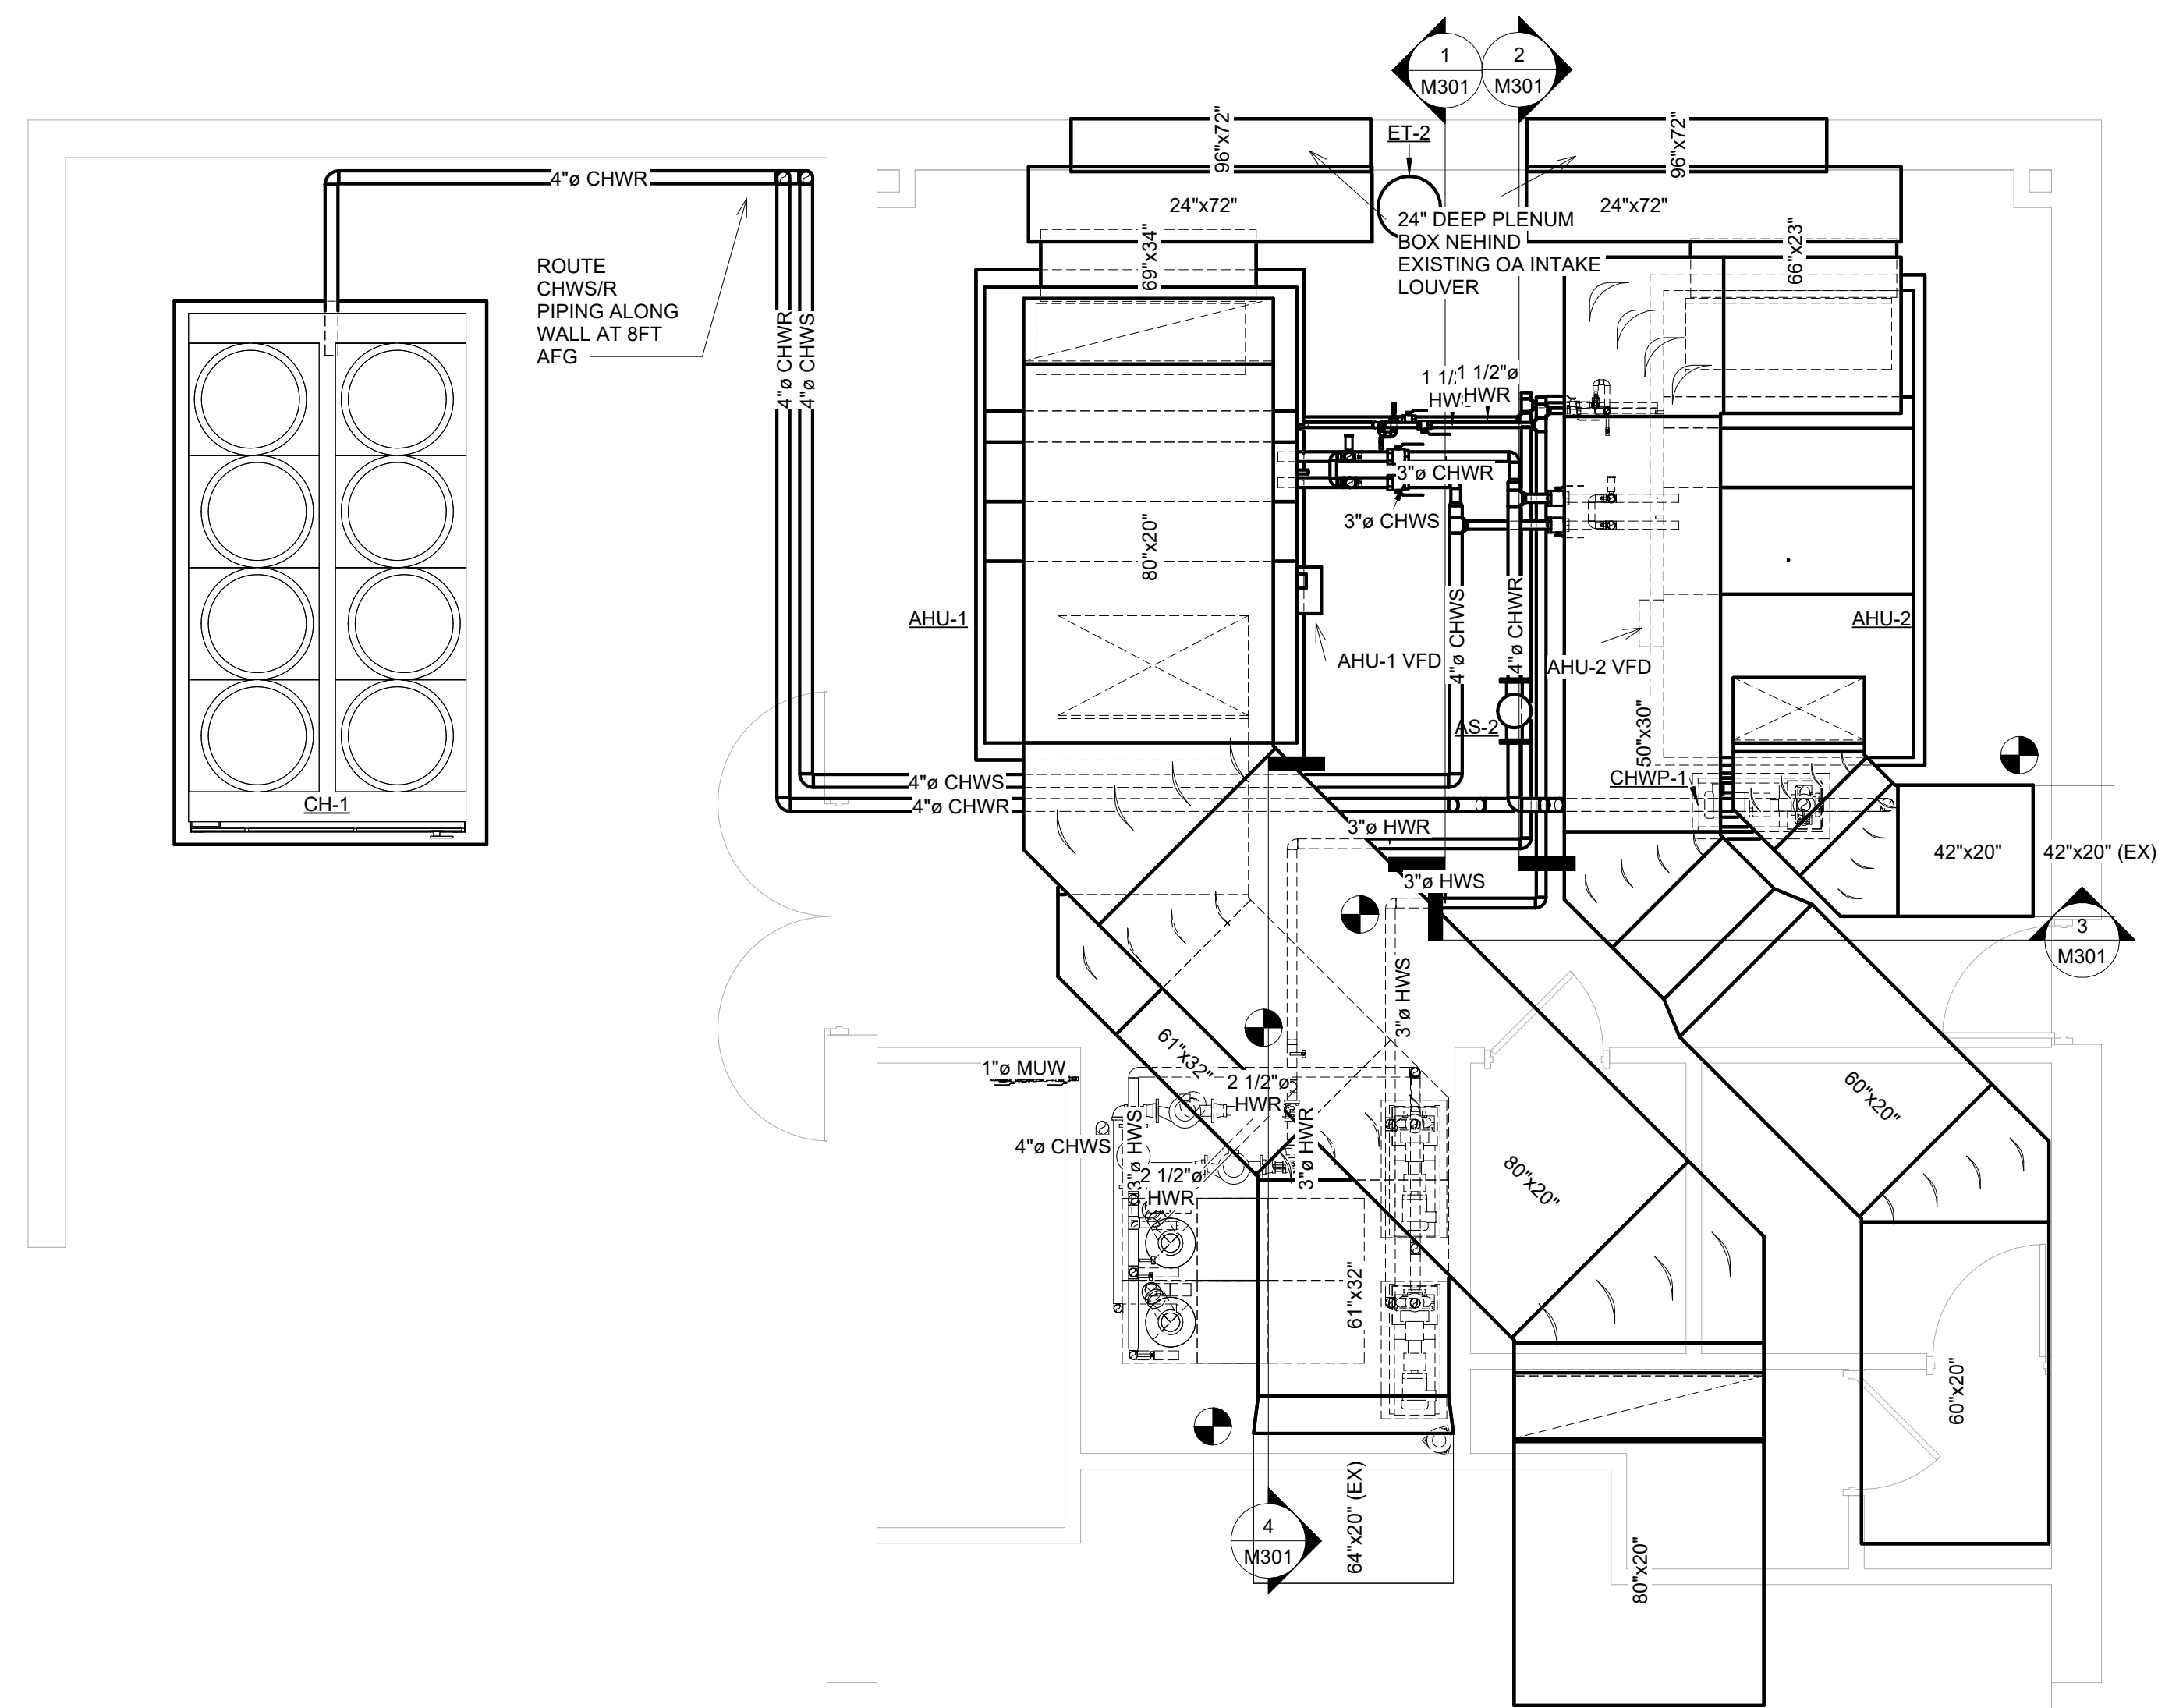 1
M301
2
M301
96"x72"
ET-2
96"x72"
4"ø CHWR
24"x72"
24"x72"
24" DEEP PLENUM
BOX NEHIND
EXISTING OA INTAKE
LOUVER
69"x34"
66"x23"
ROUTE
CHWS/R
PIPING ALONG
WALL AT 8FT
AFG
4"ø CHWR
4"ø CHWS
1 1/2"ø
HWR
3"ø CHWR
3"ø CHWS
80"x20"
AHU-1
AHU-1 VFD
4"ø CHWS
4"ø CHWR
AHU-2 VFD
AHU-2
AS-2
50"x30"
CHWP-1
CH-1
4"ø CHWS
4"ø CHWR
3"ø HWR
3"ø HWS
42"x20"
42"x20" (EX)
3
M301
3"ø HWS
61"x32"
1"ø MUW
2 1/2"ø
HWR
4"ø CHWS
3"ø HWS
3"ø HWR
2 1/2"ø
HWR
60"x20"
80"x20"
61"x32"
60"x20"
64"x20" (EX)
4
M301
80"x20"